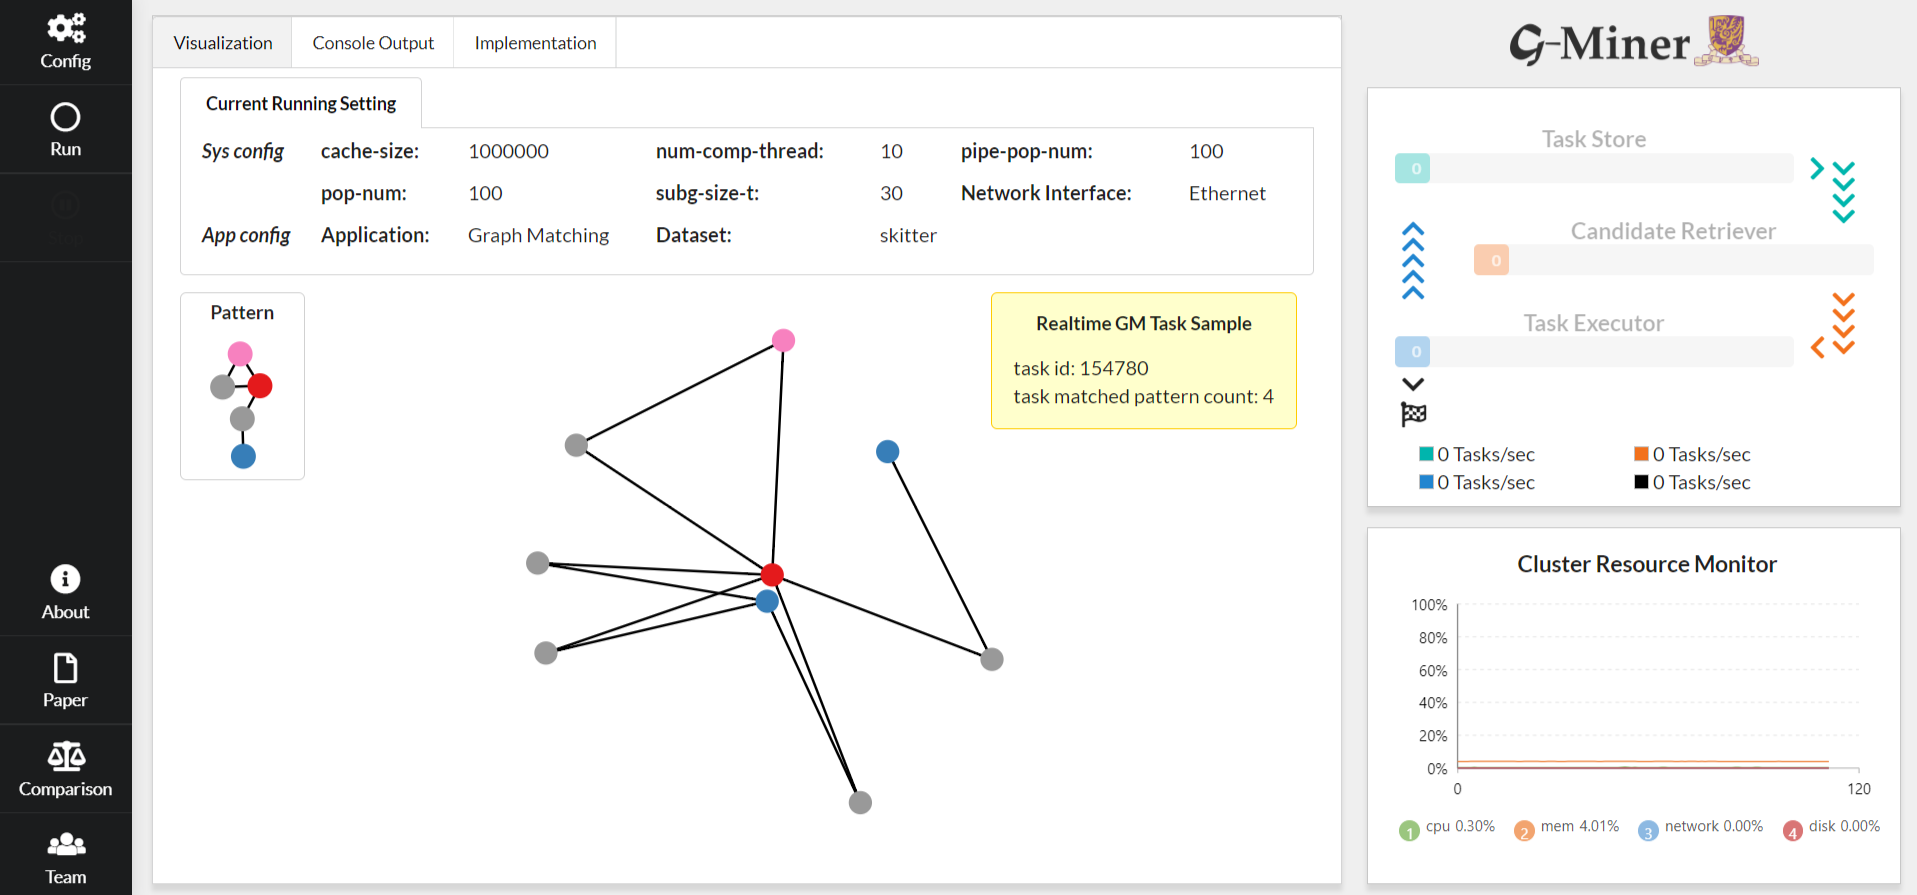 Config
Run
About
Paper
Comparison
Team
Visualization Console Output Implementation
Current Running Setting
Sys config cache-size: 1000000 num-comp-thread: 10 pipe-pop-num: 100
pop-num: 100 subg-size-t: 30 Network Interface: Ethernet
App config Application: Graph Matching Dataset: skitter
Pattern
Realtime GM Task Sample
task id: 154780
task matched pattern count: 4
G-Miner
Task Store
0
Candidate Retriever
0
Task Executor
0
0 Tasks/sec 0 Tasks/sec
0 Tasks/sec 0 Tasks/sec
Cluster Resource Monitor
100%
80%
60%
40%
20%
0%
0 120
1 cpu 0.30% 2 mem 4.01% 3 network 0.00% 4 disk 0.00%